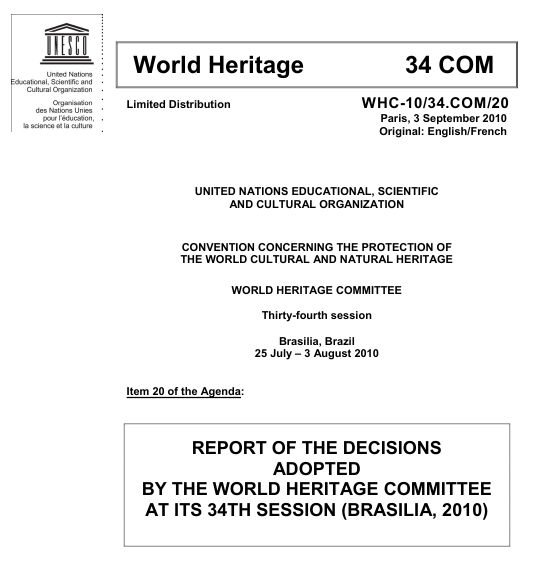 UNESCO
United Nations
Educational, Scientific and
Cultural Organization
Organisation
des Nations Unies
pour l'éducation,
la science et la culture
World Heritage 34 COM
Limited Distribution WHC-10/34.COM/20
Paris, 3 September 2010
Original: English/French
UNITED NATIONS EDUCATIONAL, SCIENTIFIC
AND CULTURAL ORGANIZATION
CONVENTION CONCERNING THE PROTECTION OF
THE WORLD CULTURAL AND NATURAL HERITAGE
WORLD HERITAGE COMMITTEE
Thirty-fourth session
Brasilia, Brazil
25 July – 3 August 2010
Item 20 of the Agenda:
REPORT OF THE DECISIONS
ADOPTED
BY THE WORLD HERITAGE COMMITTEE
AT ITS 34TH SESSION (BRASILIA, 2010)